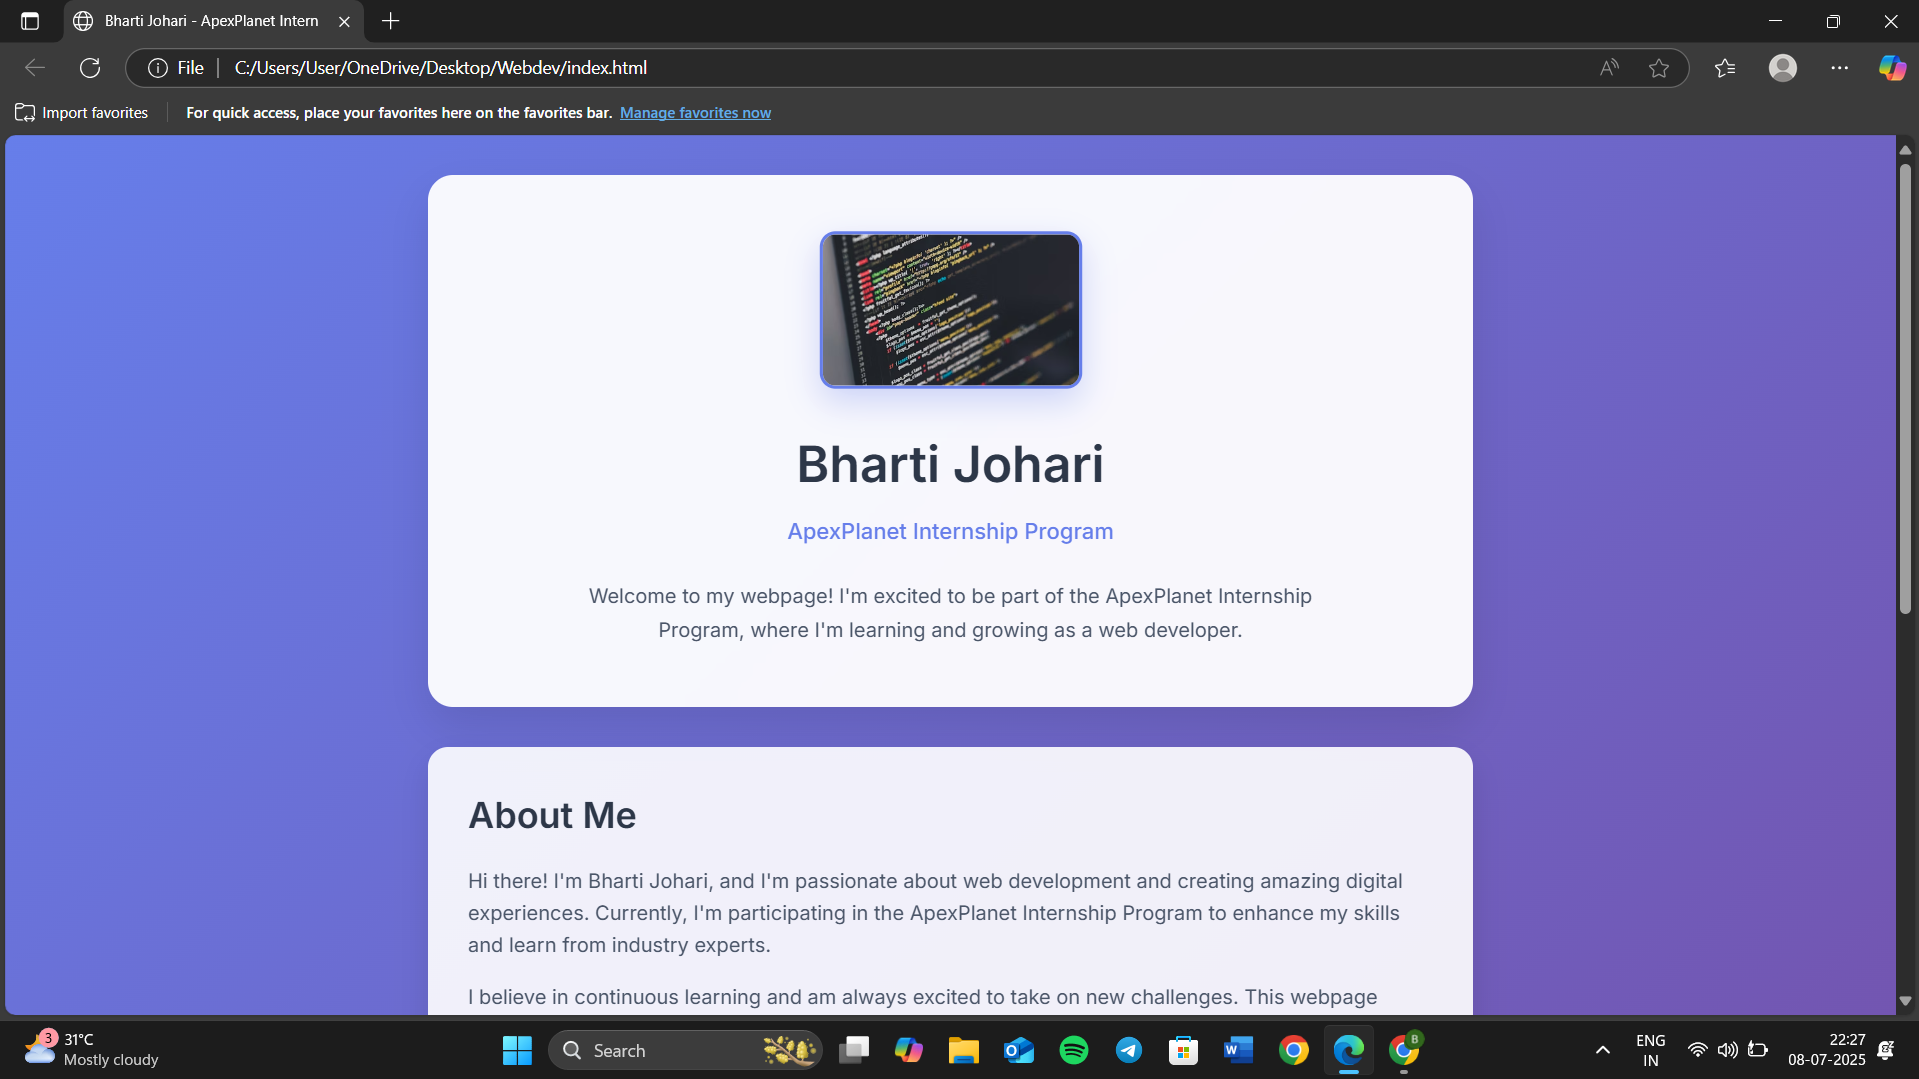 Bharti Johari - ApexPlanet Intern
File
C:/Users/User/OneDrive/Desktop/Webdev/index.html
Import favorites
For quick access, place your favorites here on the favorites bar. Manage favorites now
Bharti Johari
ApexPlanet Internship Program
Welcome to my webpage! I'm excited to be part of the ApexPlanet Internship
Program, where I'm learning and growing as a web developer.
About Me
Hi there! I'm Bharti Johari, and I'm passionate about web development and creating amazing digital
experiences. Currently, I'm participating in the ApexPlanet Internship Program to enhance my skills
and learn from industry experts.
I believe in continuous learning and am always excited to take on new challenges. This webpage
3
31°C
Mostly cloudy
Search
B
ENG
IN
22:27
08-07-2025